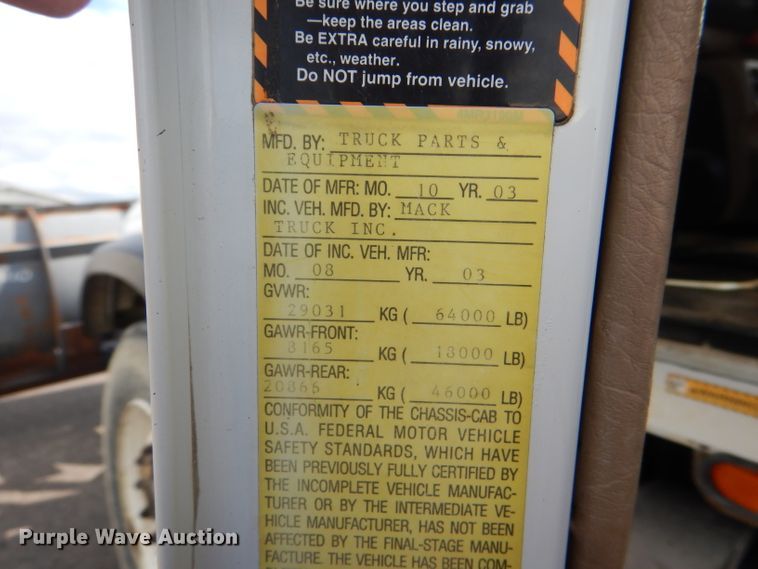 Be sure where you step and grab
—keep the areas clean.
Be EXTRA careful in rainy, snowy,
etc., weather.
Do NOT jump from vehicle.
MFD. BY: TRUCK PARTS &
EQUIPMENT
DATE OF MFR: MO. 10 YR. 03
INC. VEH. MFD. BY: MACK
TRUCK INC.
DATE OF INC. VEH. MFR:
MO. 08 YR. 03
GVWR:
29031 KG ( 64000 LB)
GAWR-FRONT:
8165 KG ( 18000 LB)
GAWR-REAR:
20866 KG ( 46000 LB)
CONFORMITY OF THE CHASSIS-CAB TO
U.S.A. FEDERAL MOTOR VEHICLE
SAFETY STANDARDS, WHICH HAVE
BEEN PREVIOUSLY FULLY CERTIFIED BY
THE INCOMPLETE VEHICLE MANUFAC-
TURER OR BY THE INTERMEDIATE VE-
HICLE MANUFACTURER, HAS NOT BEEN
AFFECTED BY THE FINAL-STAGE MANU-
FACTURE. THE VEHICLE HAS BEEN COM-
Purple Wave Auction